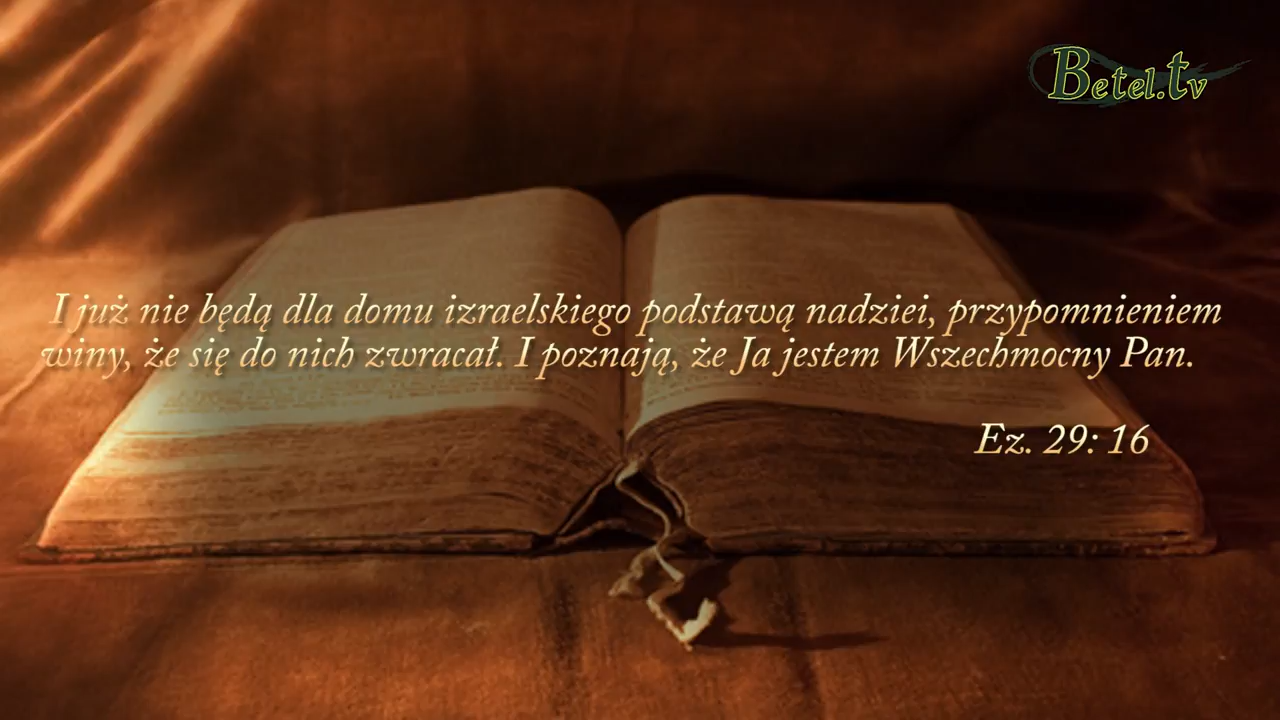 Betel.tv
I już nie będą dla domu izraelskiego podstawą nadziei, przypomnieniem
winy, że się do nich zwracał. I poznają, że Ja jestem Wszechmocny Pan.
Ez. 29: 16